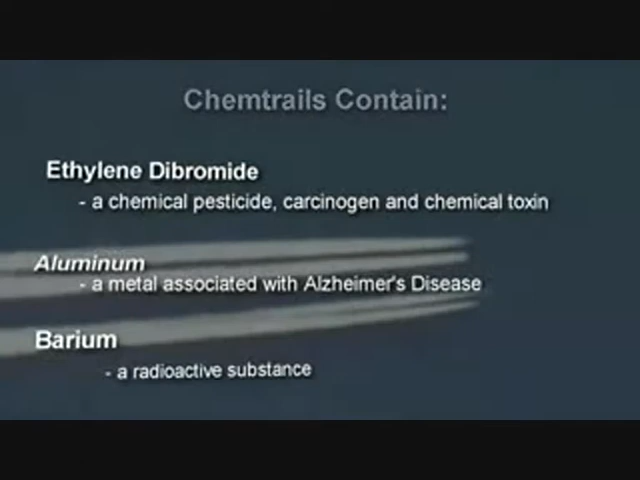 Chemtrails Contain:
Ethylene Dibromide
- a chemical pesticide, carcinogen and chemical toxin
Aluminum
- a metal associated with Alzheimer's Disease
Barium
- a radioactive substance